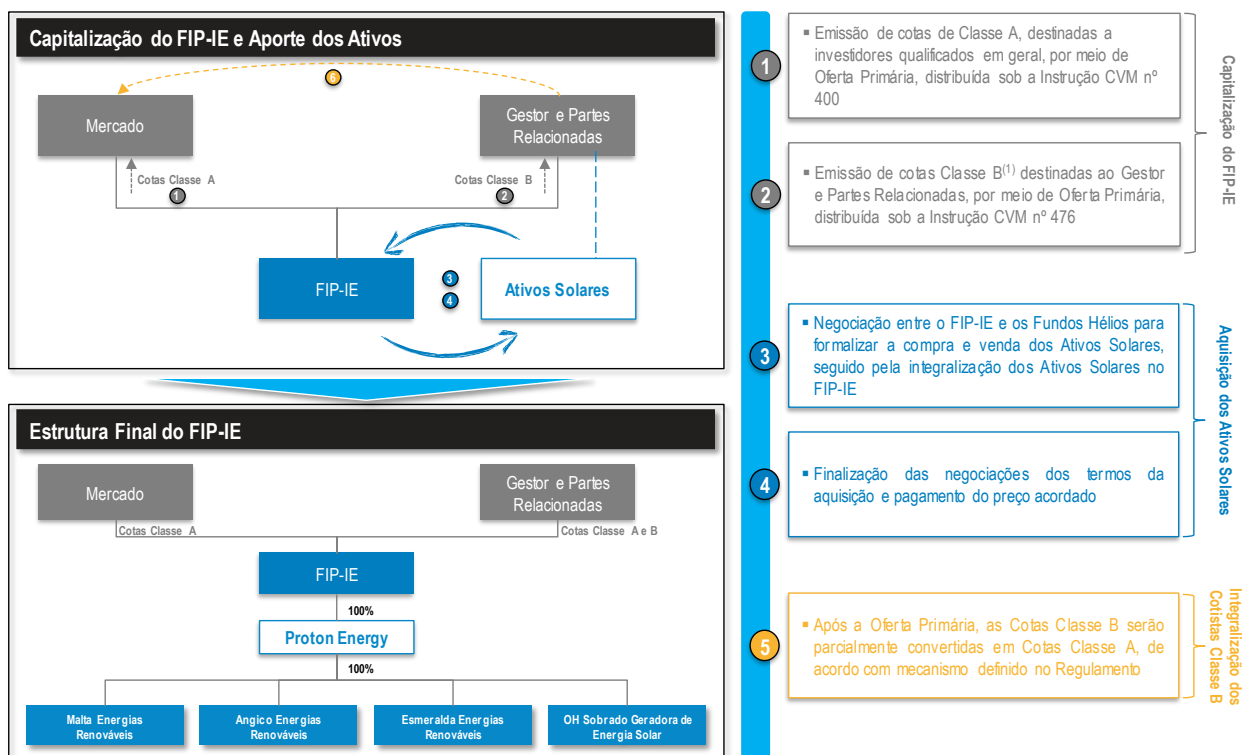 Capitalização do FIP-IE e Aporte dos Ativos
6
Mercado
Gestor e Partes
Relacionadas
Cotas Classe A
1
Cotas Classe B
2
FIP-IE
3
4
Ativos Solares
Estrutura Final do FIP-IE
Mercado
Gestor e Partes
Relacionadas
Cotas Classe A
Cotas Classe A e B
FIP-IE
100%
Proton Energy
100%
Malta Energias
Renováveis
Angico Energias
Renováveis
Esmeralda Energias
Renováveis
OH Sobrado Geradora de
Energia Solar
1
▪ Emissão de cotas de Classe A, destinadas a
investidores qualificados em geral, por meio de
Oferta Primária, distribuída sob a Instrução CVM nº
400
2
▪ Emissão de cotas Classe B(1) destinadas ao Gestor
e Partes Relacionadas, por meio de Oferta Primária,
distribuída sob a Instrução CVM nº 476
Capitalização do FIP-IE
3
▪ Negociação entre o FIP-IE e os Fundos Hélios para
formalizar a compra e venda dos Ativos Solares,
seguido pela integralização dos Ativos Solares no
FIP-IE
4
▪ Finalização das negociações dos termos da
aquisição e pagamento do preço acordado
Aquisição dos Ativos Solares
5
▪ Após a Oferta Primária, as Cotas Classe B serão
parcialmente convertidas em Cotas Classe A, de
acordo com mecanismo definido no Regulamento
Integralização dos
Cotistas Classe B